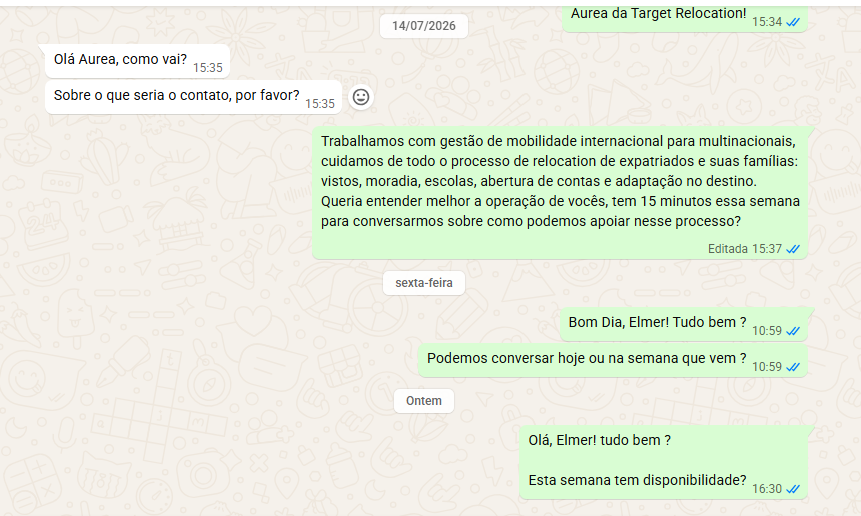 Aurea da Target Relocation!
15:34
14/07/2026
Olá Aurea, como vai?
15:35
Sobre o que seria o contato, por favor?
15:35
Trabalhamos com gestão de mobilidade internacional para multinacionais,
cuidamos de todo o processo de relocation de expatriados e suas famílias:
vistos, moradia, escolas, abertura de contas e adaptação no destino.
Queria entender melhor a operação de vocês, tem 15 minutos essa semana
para conversarmos sobre como podemos apoiar nesse processo?
Editada 15:37
sexta-feira
Bom Dia, Elmer! Tudo bem ?
10:59
Podemos conversar hoje ou na semana que vem ?
10:59
Ontem
Olá, Elmer! tudo bem ?
Esta semana tem disponibilidade?
16:30